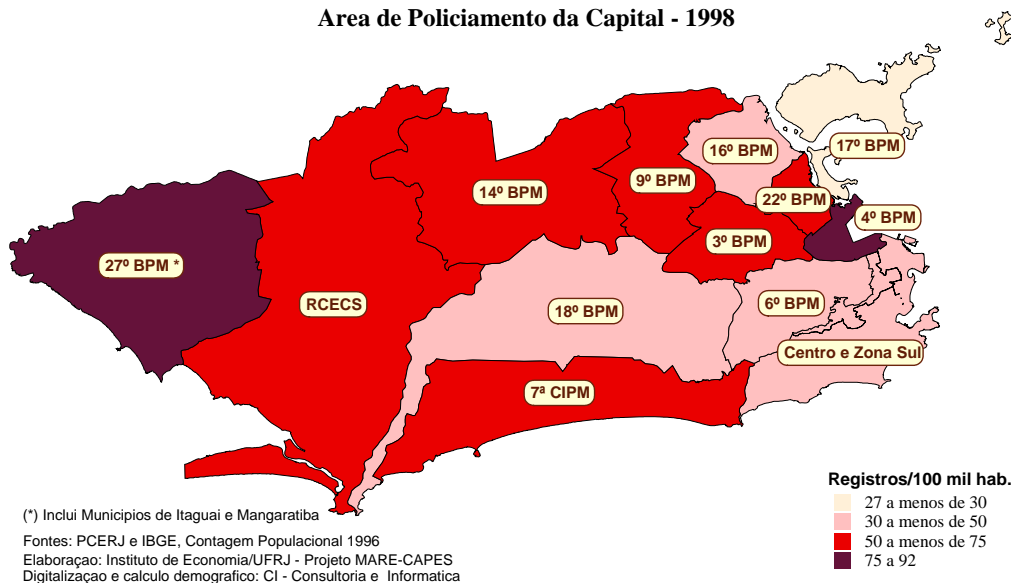 Area de Policiamento da Capital - 1998
16º BPM
17º BPM
9º BPM
14º BPM
22º BPM
4º BPM
3º BPM
27º BPM *
RCECS
18º BPM
6º BPM
Centro e Zona Sul
7ª CIPM
Registros/100 mil hab.
27 a menos de 30
30 a menos de 50
50 a menos de 75
75 a 92
(*) Inclui Municipios de Itaguai e Mangaratiba
Fontes: PCERJ e IBGE, Contagem Populacional 1996
Elaboraçao: Instituto de Economia/UFRJ - Projeto MARE-CAPES
Digitalizaçao e calculo demografico: CI - Consultoria e Informatica